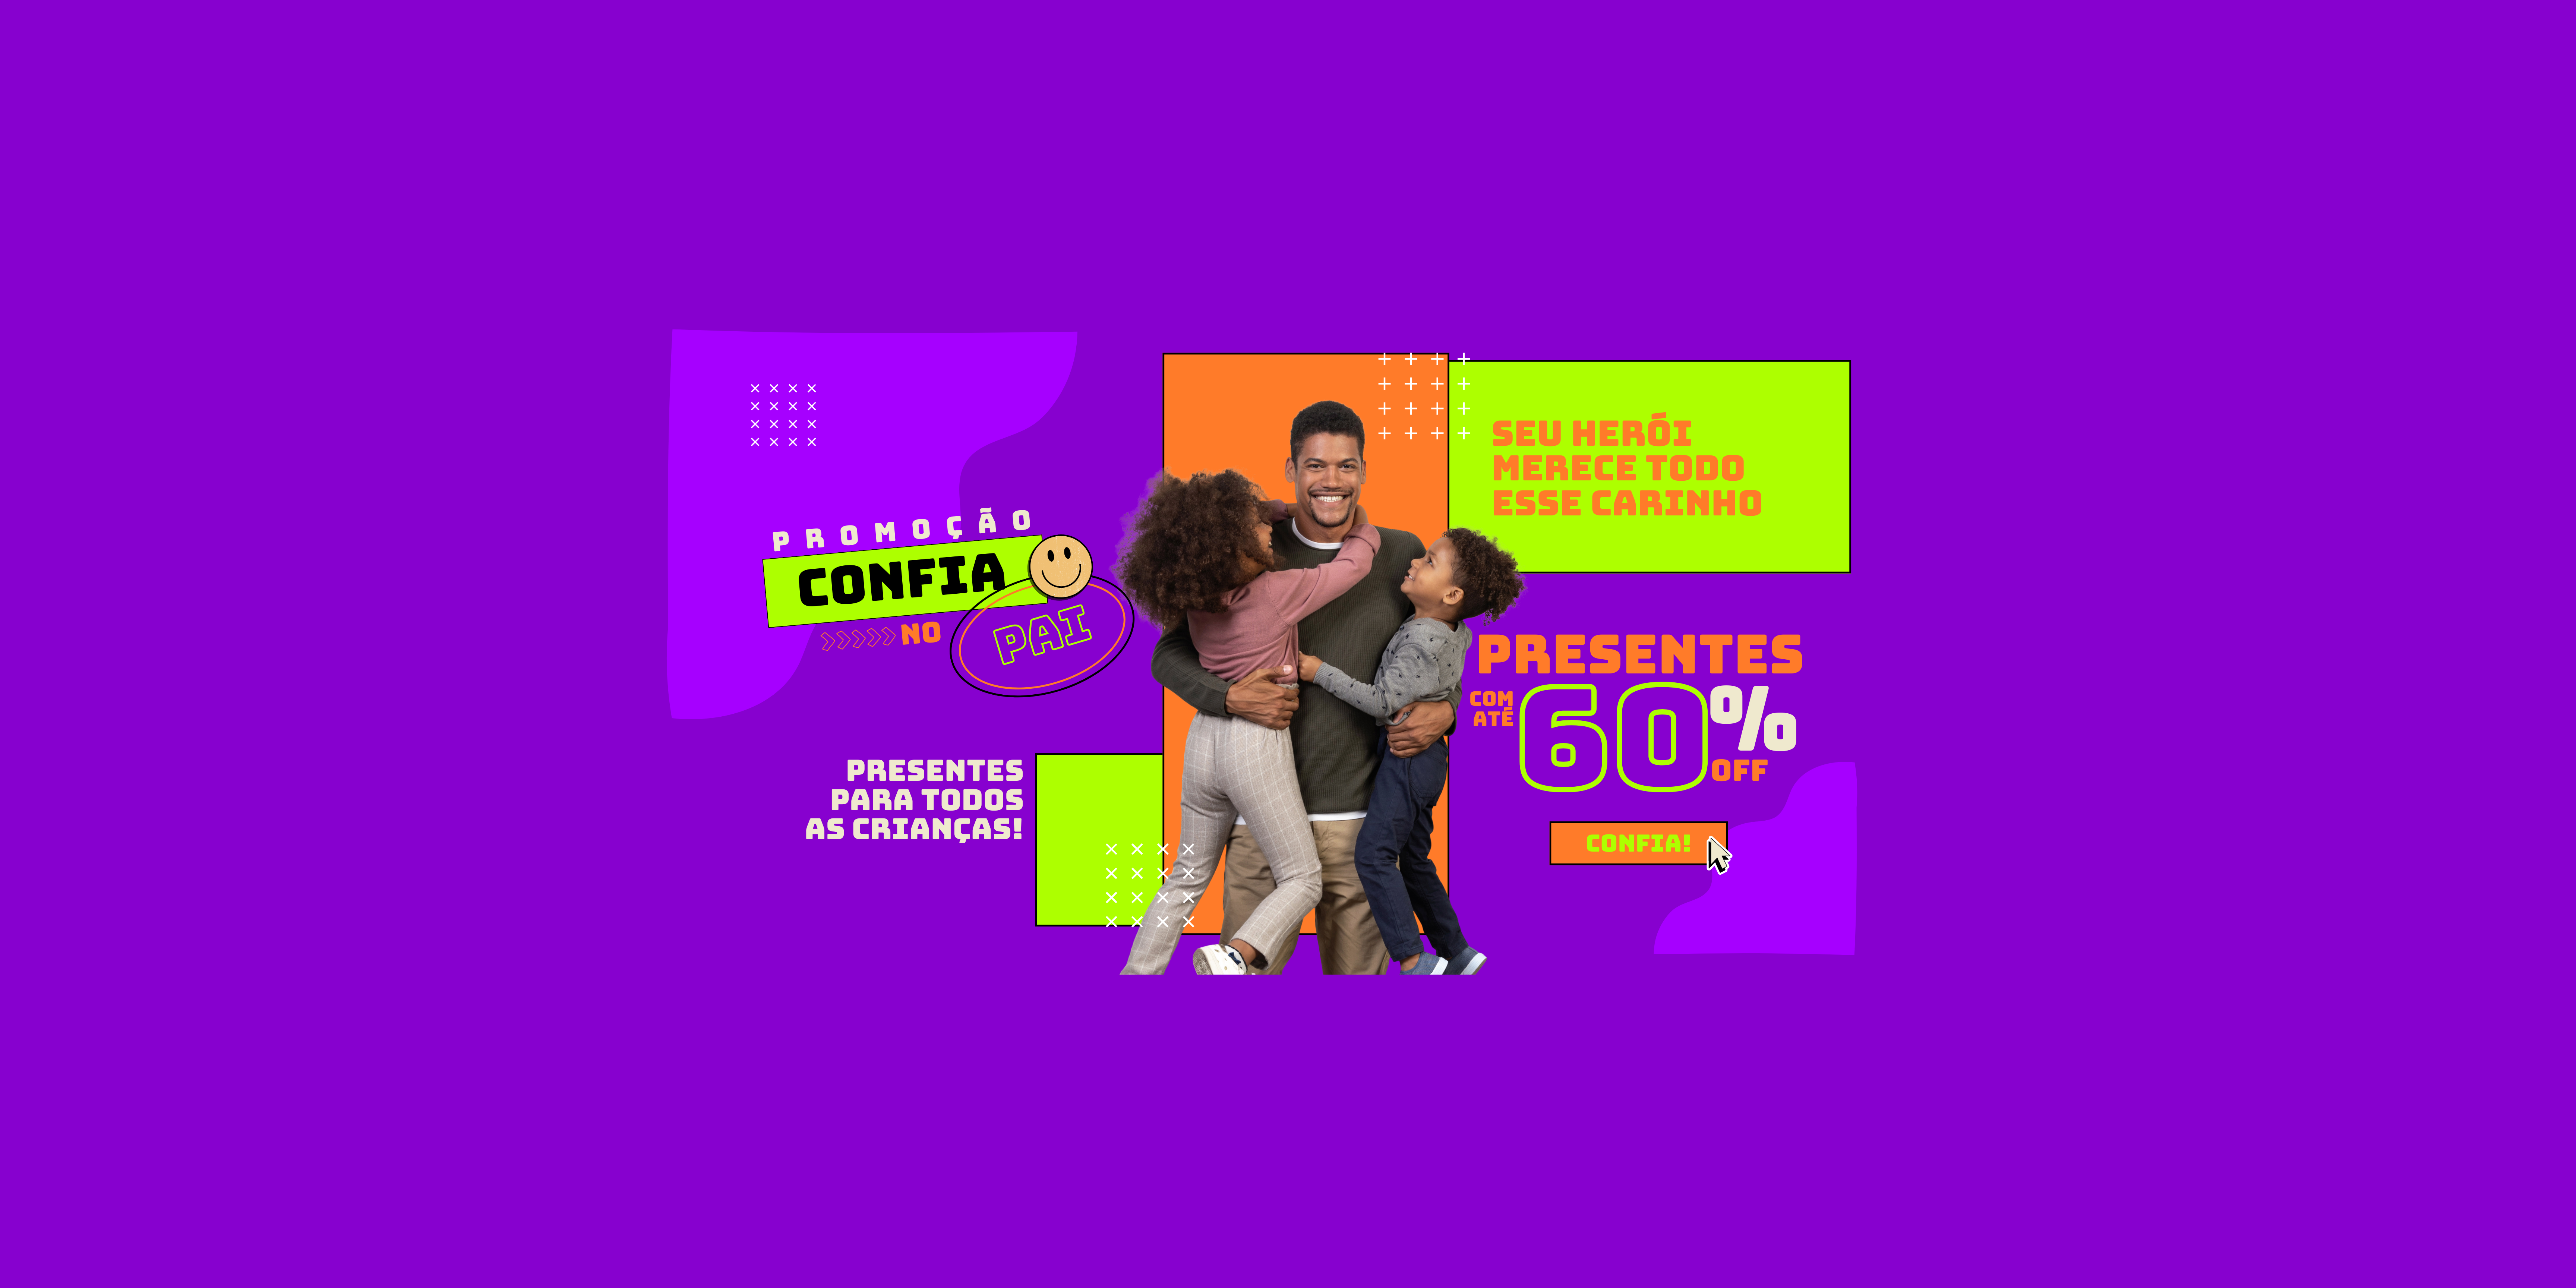 PROMOÇÃO
CONFIA
NO
PAI
PRESENTES
PARA TODOS
AS CRIANÇAS!
SEU HERÓI
MERECE TODO
ESSE CARINHO
PRESENTES
COM
ATÉ
60%
OFF
CONFIA!